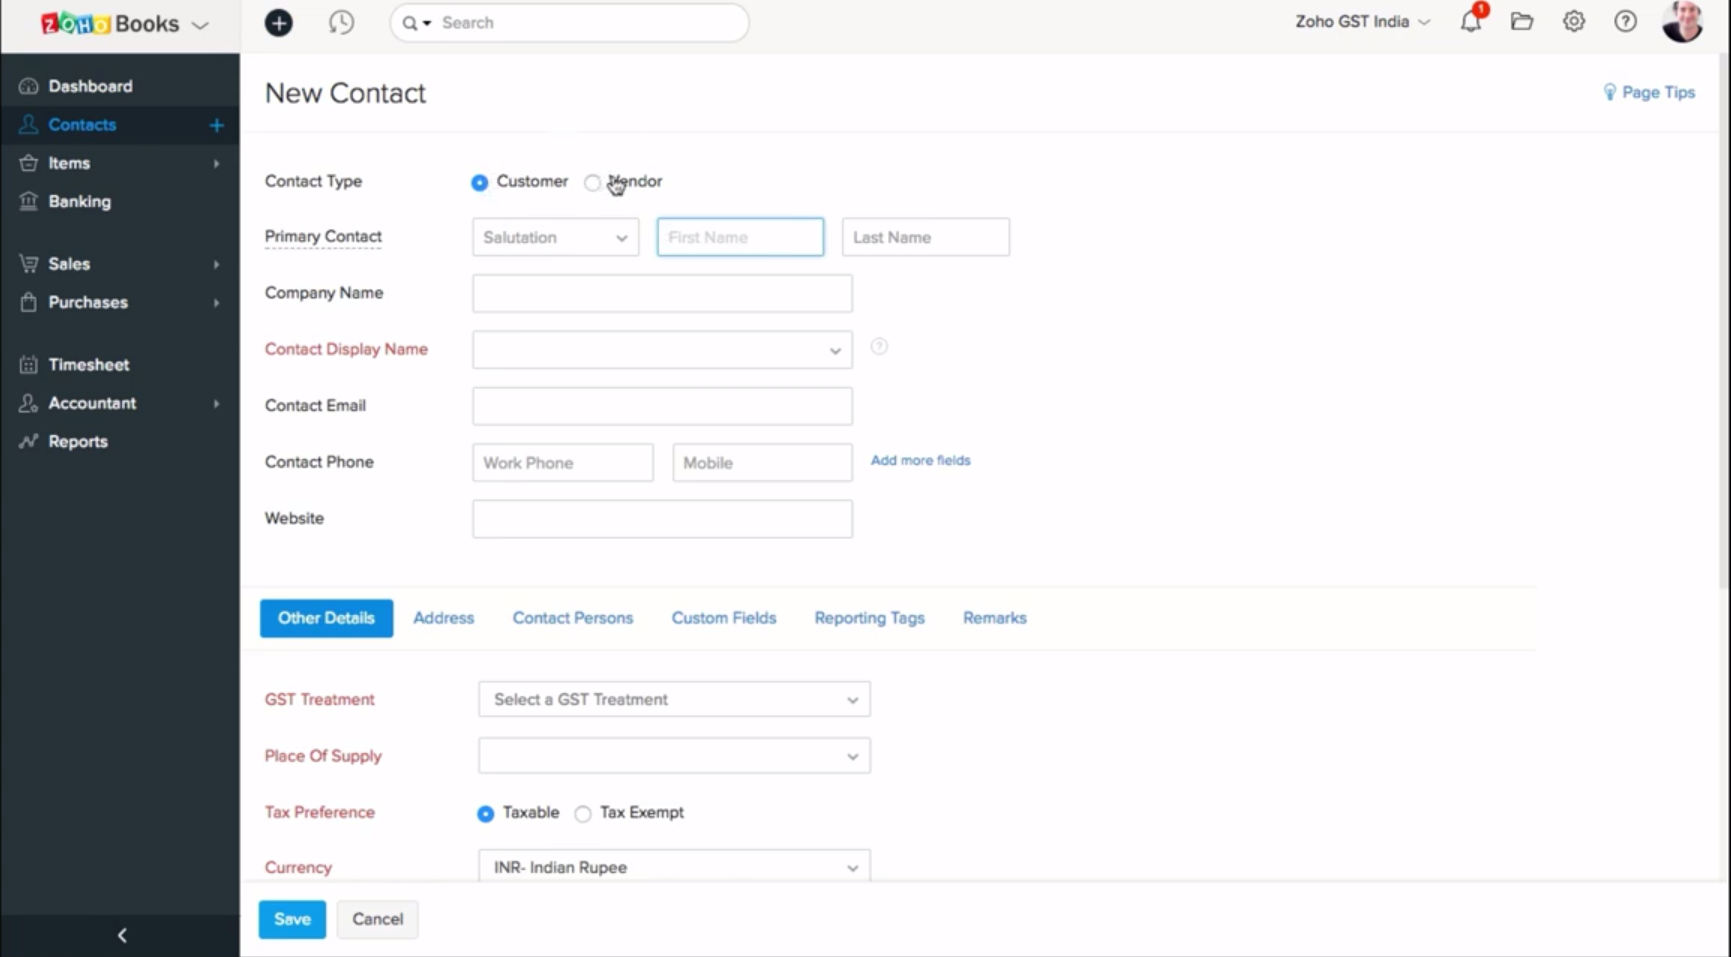 ZOHO Books
Search
Zoho GST India
1
Dashboard
Contacts
Items
Banking
Sales
Purchases
Timesheet
Accountant
Reports
New Contact
Page Tips
Contact Type
Customer
Vendor
Primary Contact
Salutation
First Name
Last Name
Company Name
Contact Display Name
?
Contact Email
Contact Phone
Work Phone
Mobile
Add more fields
Website
Other Details
Address
Contact Persons
Custom Fields
Reporting Tags
Remarks
GST Treatment
Select a GST Treatment
Place Of Supply
Tax Preference
Taxable
Tax Exempt
Currency
INR- Indian Rupee
Save
Cancel